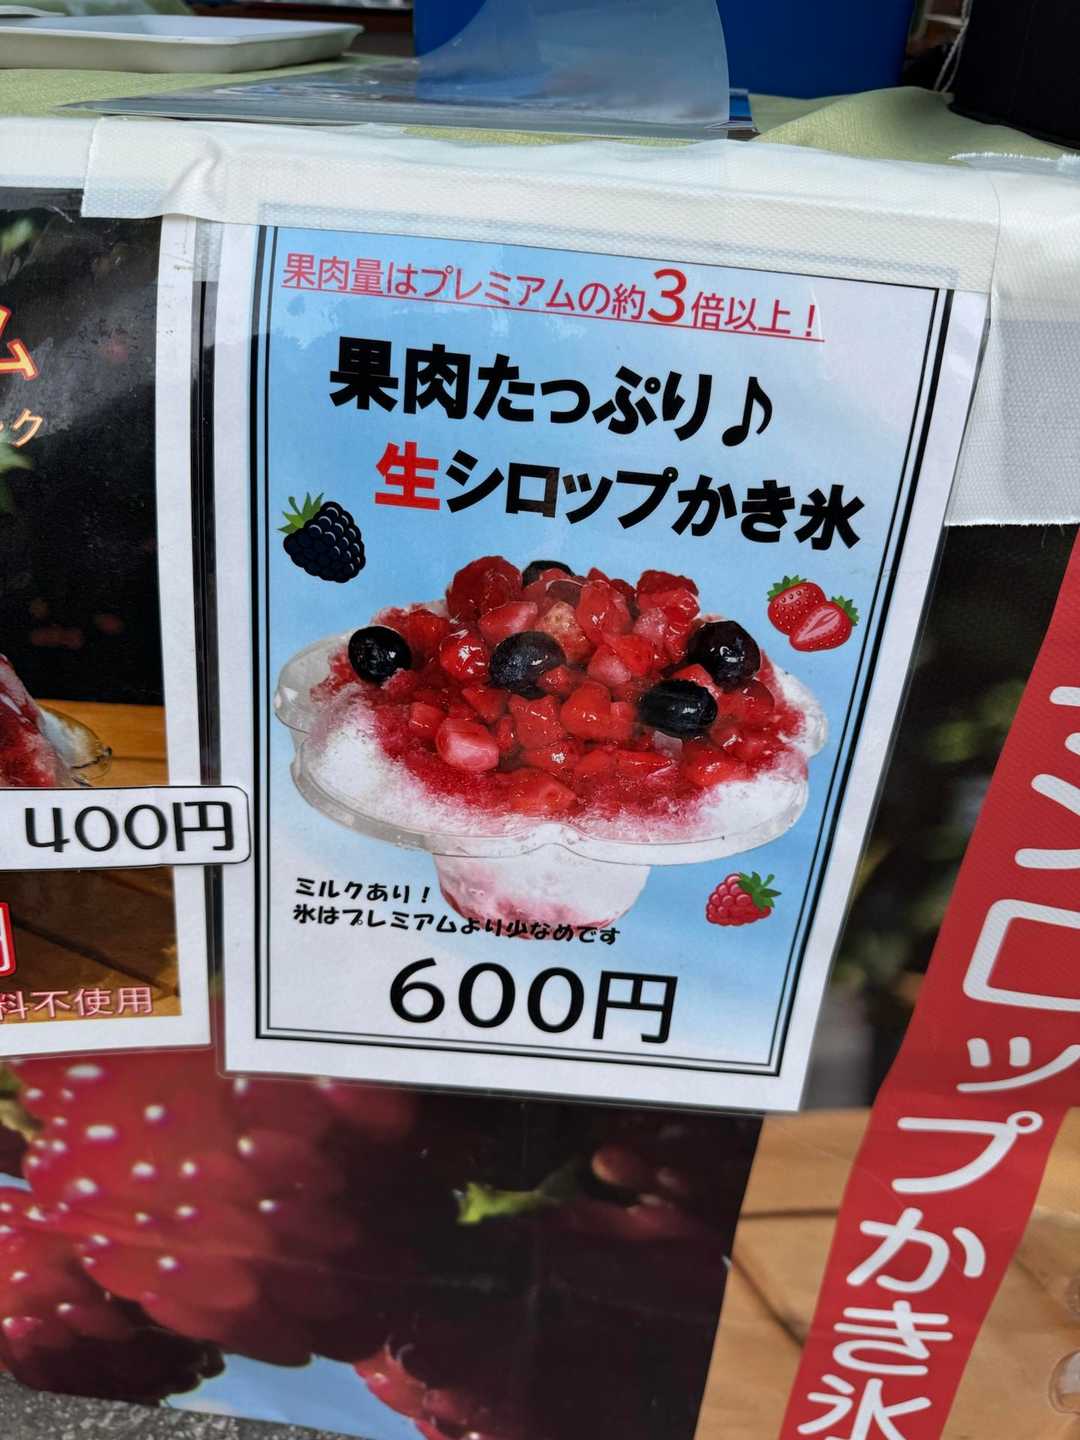 果肉量はプレミアムの約3倍以上！
果肉たっぷり♪
生シロップかき氷
ミルクあり！
氷はプレミアムより少なめです
600円
ム
ク
400円
円
料不使用
シロップかき氷